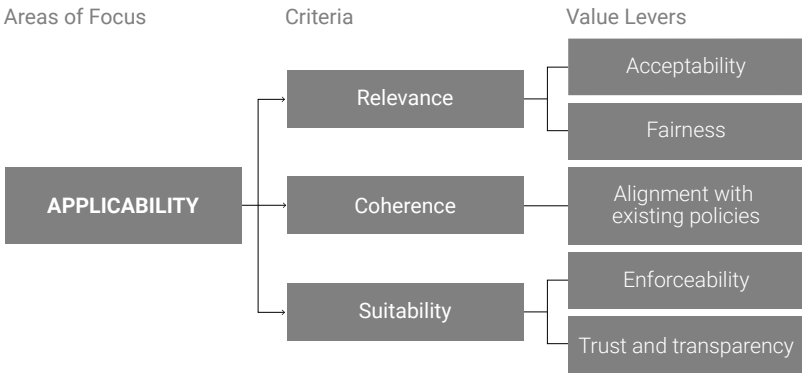 Areas of Focus
Criteria
Value Levers
APPLICABILITY
Relevance
Acceptability
Fairness
Coherence
Alignment with
existing policies
Suitability
Enforceability
Trust and transparency